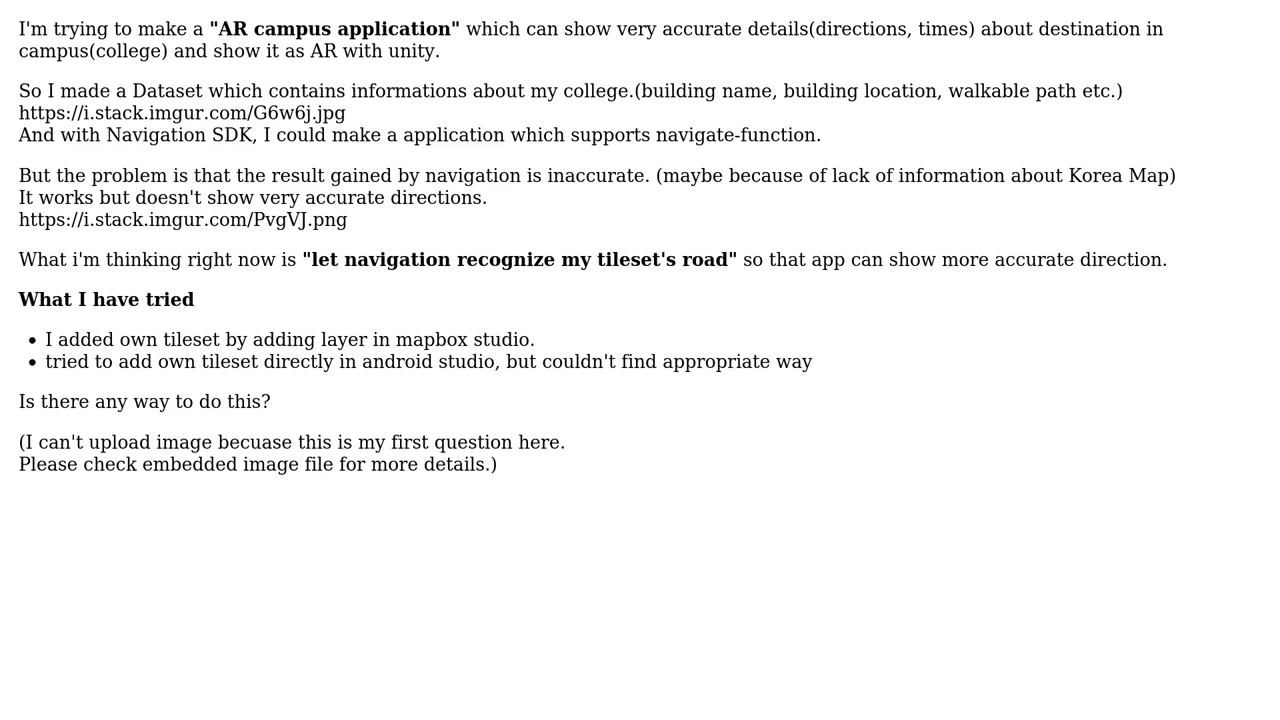 I'm trying to make a "AR campus application" which can show very accurate details(directions, times) about destination in
campus(college) and show it as AR with unity.
So I made a Dataset which contains informations about my college.(building name, building location, walkable path etc.)
https://i.stack.imgur.com/G6w6j.jpg
And with Navigation SDK, I could make a application which supports navigate-function.
But the problem is that the result gained by navigation is inaccurate. (maybe because of lack of information about Korea Map)
It works but doesn't show very accurate directions.
https://i.stack.imgur.com/PvgVJ.png
What i'm thinking right now is "let navigation recognize my tileset's road" so that app can show more accurate direction.
What I have tried
• I added own tileset by adding layer in mapbox studio.
• tried to add own tileset directly in android studio, but couldn't find appropriate way
Is there any way to do this?
(I can't upload image becuase this is my first question here.
Please check embedded image file for more details.)